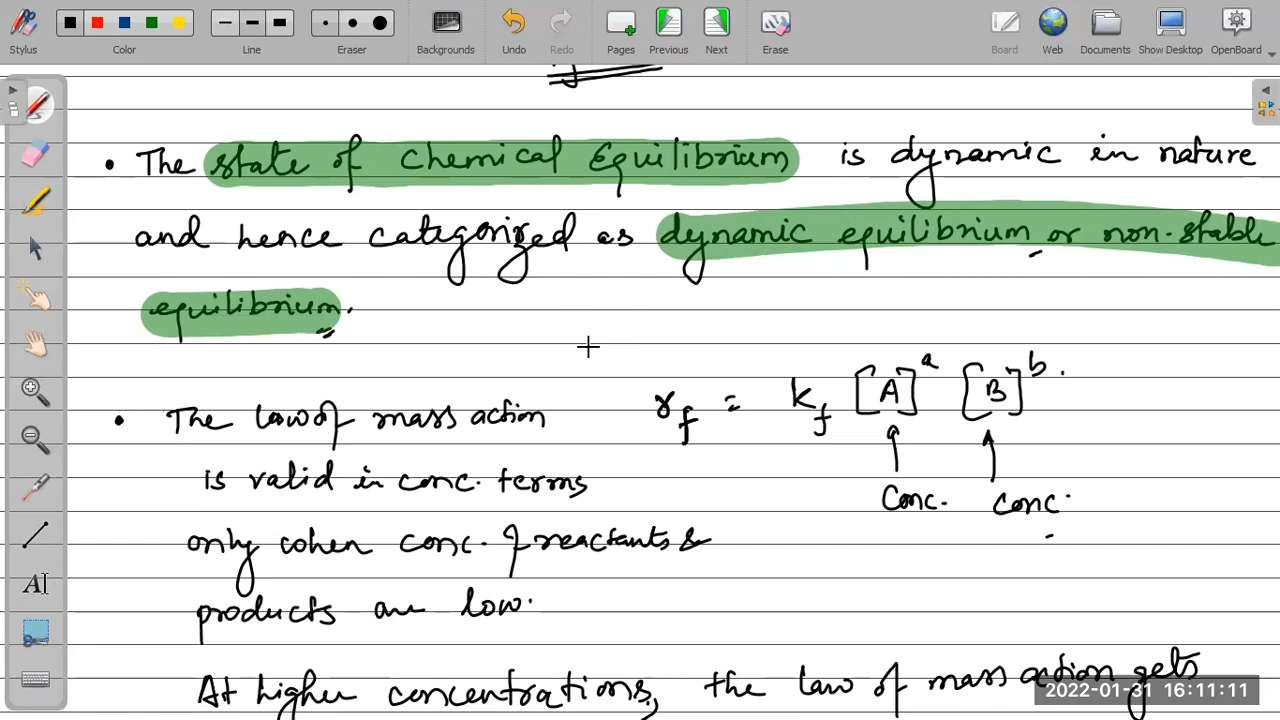 Stylus Color Line Eraser Backgrounds Undo Redo Pages Previous Next Erase Board Web Documents Show Desktop OpenBoard
• The state of Chemical Equilibrium is dynamic in nature
and hence categorized as dynamic equilibrium or non-stable
equilibrium.
• The law of mass action
is valid in conc. terms
only when conc. of reactants &
products are low.
r_f = k_f [A]^a [B]^b.
Conc. conc.
At higher concentrations, the law of mass action gets
2022-01-31 16:11:11